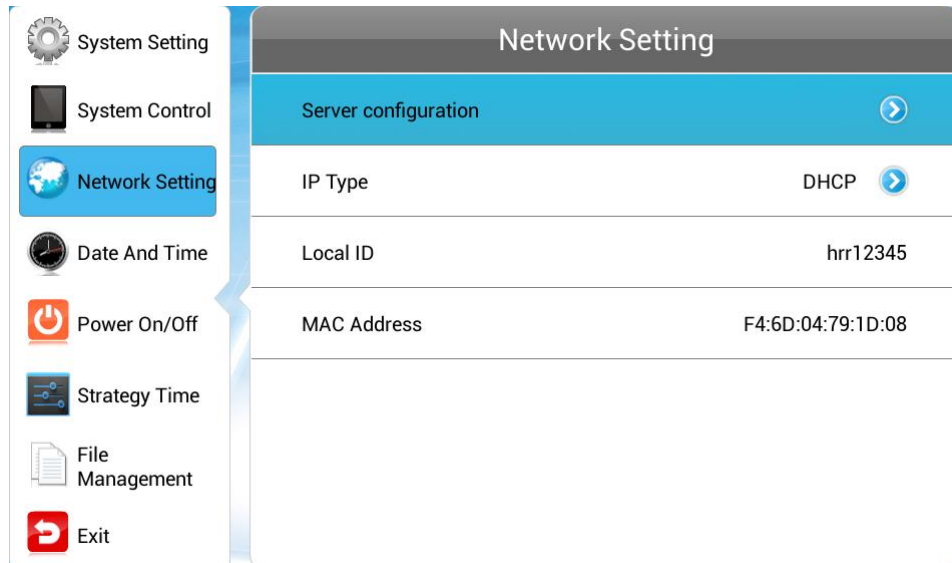 System Setting
System Control
Network Setting
Date And Time
Power On/Off
Strategy Time
File
Management
Exit
Network Setting
Server configuration
IP Type DHCP
Local ID hrr12345
MAC Address F4:6D:04:79:1D:08